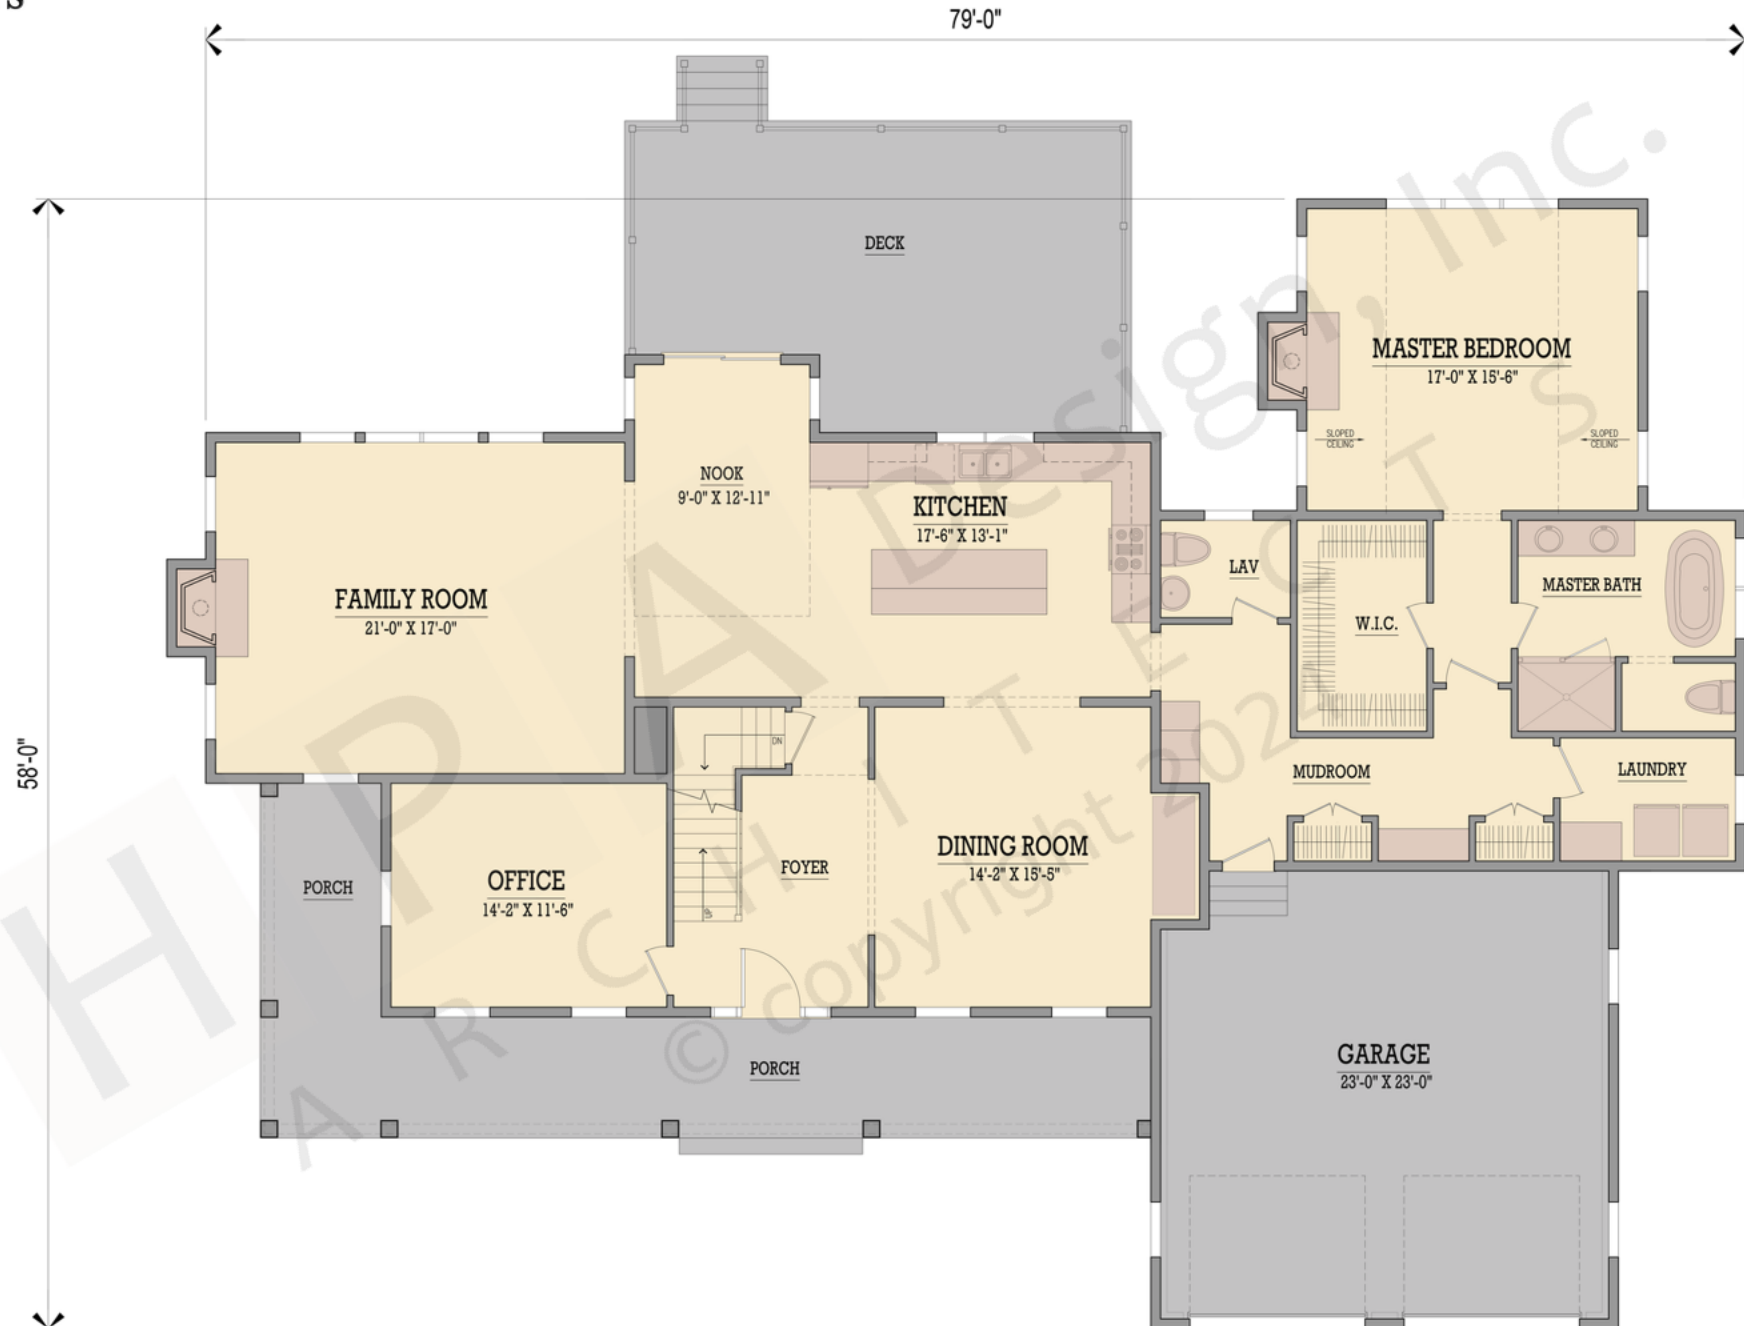 S
79'-0"
58'-0"
DECK
MASTER BEDROOM
17'-0" X 15'-6"
SLOPED
CEILING
SLOPED
CEILING
NOOK
9'-0" X 12'-11"
KITCHEN
17'-6" X 13'-1"
FAMILY ROOM
21'-0" X 17'-0"
LAV
W.I.C.
MASTER BATH
DN
MUDROOM
LAUNDRY
PORCH
OFFICE
14'-2" X 11'-6"
UP
FOYER
DINING ROOM
14'-2" X 15'-5"
PORCH
GARAGE
23'-0" X 23'-0"
HPA Design, Inc.
ARCHITECTS
© copyright 2024